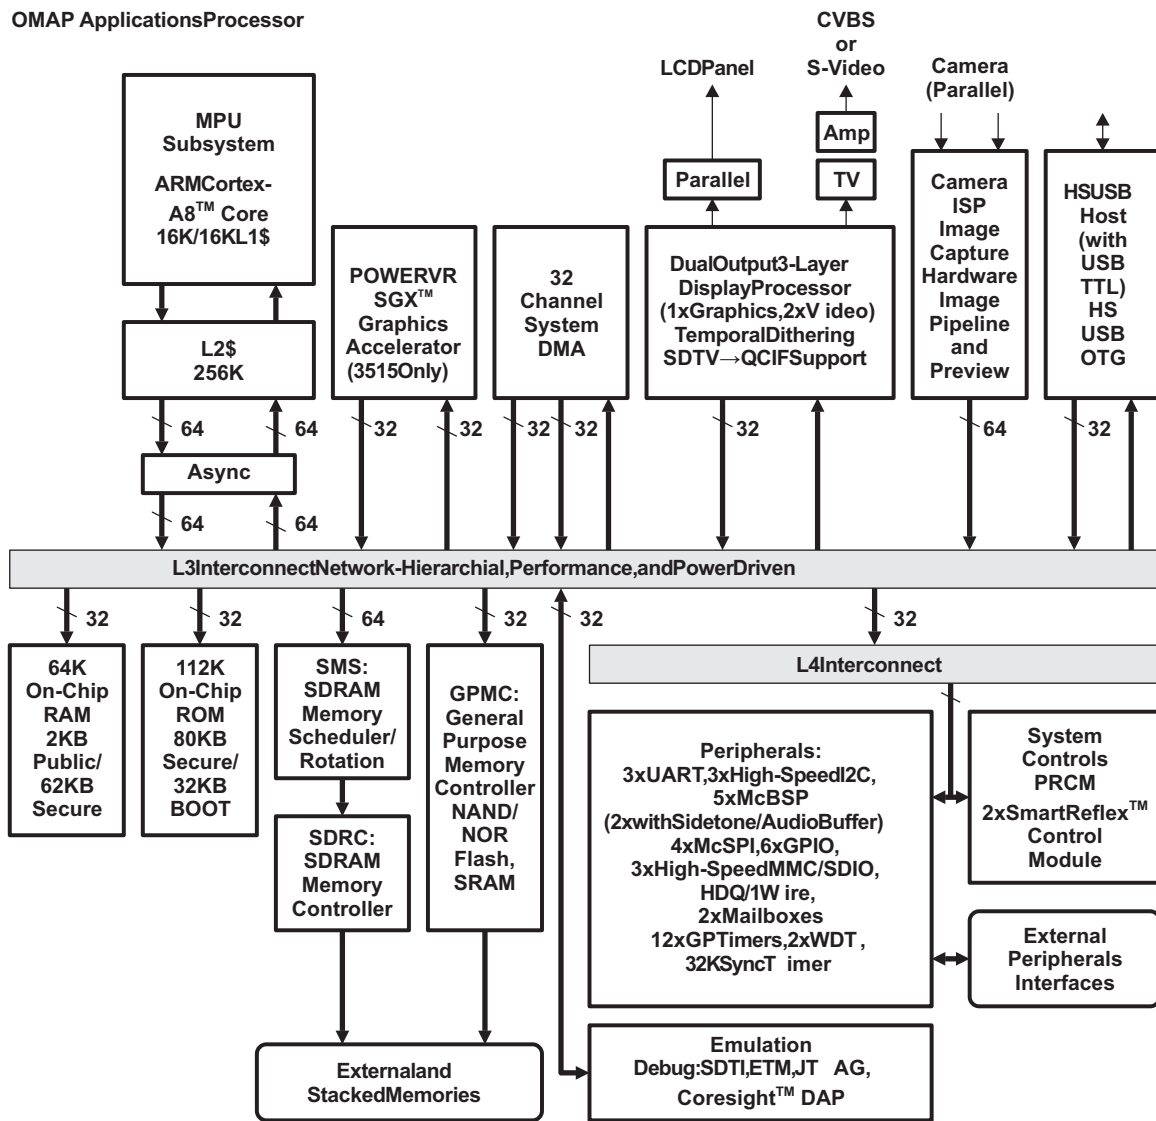 OMAP ApplicationsProcessor
CVBS
or
S-Video
LCDPanel
Camera
(Parallel)
Amp
Parallel
TV
MPU
Subsystem
ARMCortex-
A8™ Core
16K/16KL1$
L2$
256K
64
64
Async
64
64
POWERVR
SGX™
Graphics
Accelerator
(3515Only)
32
32
32
Channel
System
DMA
32
32
DualOutput3-Layer
DisplayProcessor
(1xGraphics,2xV ideo)
TemporalDithering
SDTV→QCIFSupport
32
Camera
ISP
Image
Capture
Hardware
Image
Pipeline
and
Preview
64
HSUSB
Host
(with
USB
TTL)
HS
USB
OTG
32
L3InterconnectNetwork-Hierarchial,Performance,andPowerDriven
32
32
64
32
32
32
64K
On-Chip
RAM
2KB
Public/
62KB
Secure
112K
On-Chip
ROM
80KB
Secure/
32KB
BOOT
SMS:
SDRAM
Memory
Scheduler/
Rotation
SDRC:
SDRAM
Memory
Controller
GPMC:
General
Purpose
Memory
Controller
NAND/
NOR
Flash,
SRAM
L4Interconnect
Peripherals:
3xUART,3xHigh-SpeedI2C,
5xMcBSP
(2xwithSidetone/AudioBuffer)
4xMcSPI,6xGPIO,
3xHigh-SpeedMMC/SDIO,
HDQ/1W ire,
2xMailboxes
12xGPTimers,2xWDT ,
32KSyncT imer
System
Controls
PRCM
2xSmartReflex™
Control
Module
External
Peripherals
Interfaces
Emulation
Debug:SDTI,ETM,JT AG,
Coresight™ DAP
Externaland
StackedMemories